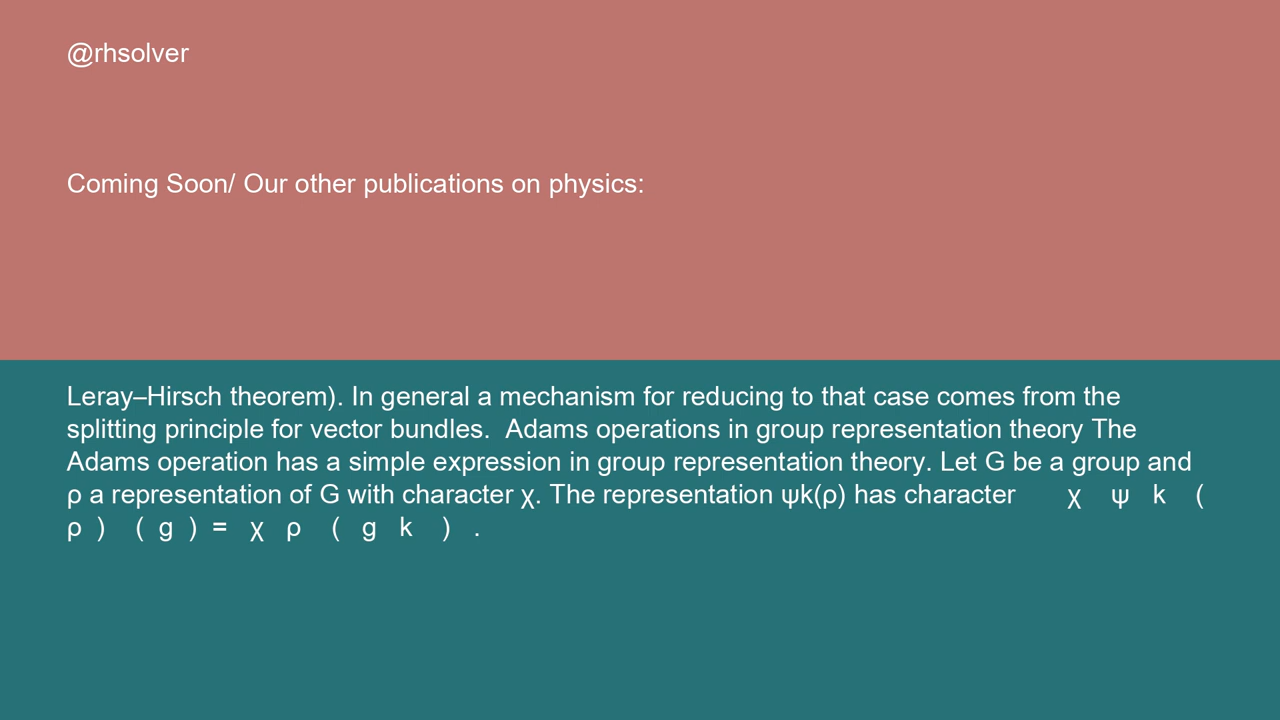 @rhsolver
Coming Soon/ Our other publications on physics:
Leray–Hirsch theorem). In general a mechanism for reducing to that case comes from the
splitting principle for vector bundles.  Adams operations in group representation theory The
Adams operation has a simple expression in group representation theory. Let G be a group and
ρ a representation of G with character χ. The representation ψk(ρ) has character χ ψ k (
ρ ) ( g ) = χ ρ ( g k ) .